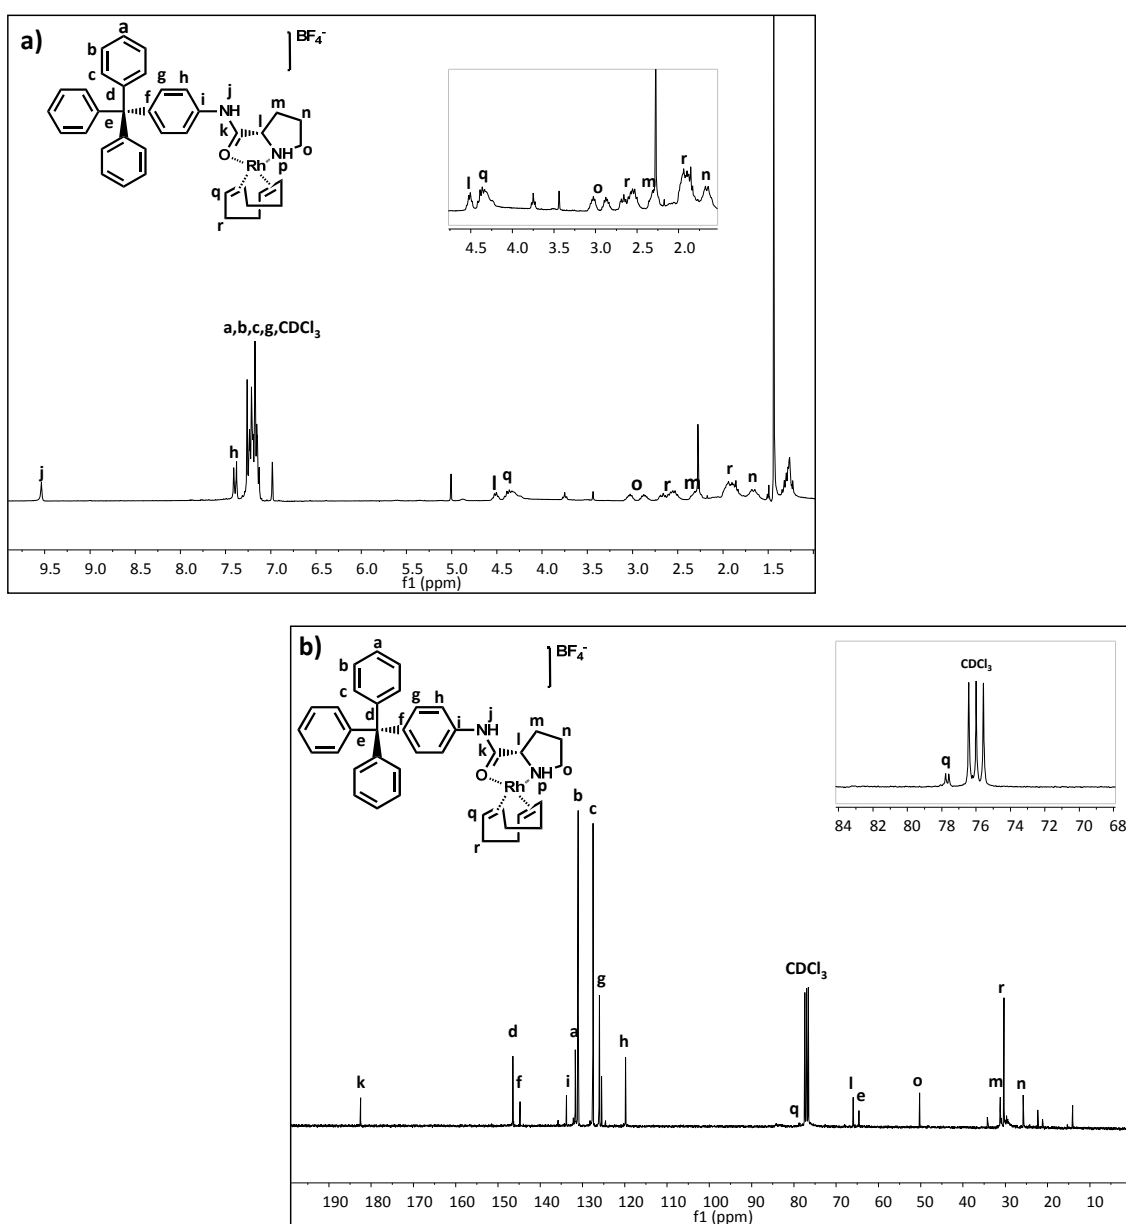 a)
a
BF4-
b
c
g
h
j
NH
d
f
i
m
n
e
k
l
O
NH
o
Rh
p
q
r
l
q
o
r
m
r
n
4.5 4.0 3.5 3.0 2.5 2.0
a,b,c,g,CDCl3
j
h
l
q
o
r
m
r
n
9.5 9.0 8.5 8.0 7.5 7.0 6.5 6.0 5.5 5.0 4.5 4.0 3.5 3.0 2.5 2.0 1.5
f1 (ppm)
b)
a
BF4-
b
c
g
h
j
NH
d
f
i
m
n
e
k
l
O
NH
o
Rh
p
q
r
CDCl3
q
84 82 80 78 76 74 72 70 68
k
d
f
i
a
b
c
g
h
CDCl3
q
l
e
o
m
r
n
190 180 170 160 150 140 130 120 110 100 90 80 70 60 50 40 30 20 10
f1 (ppm)